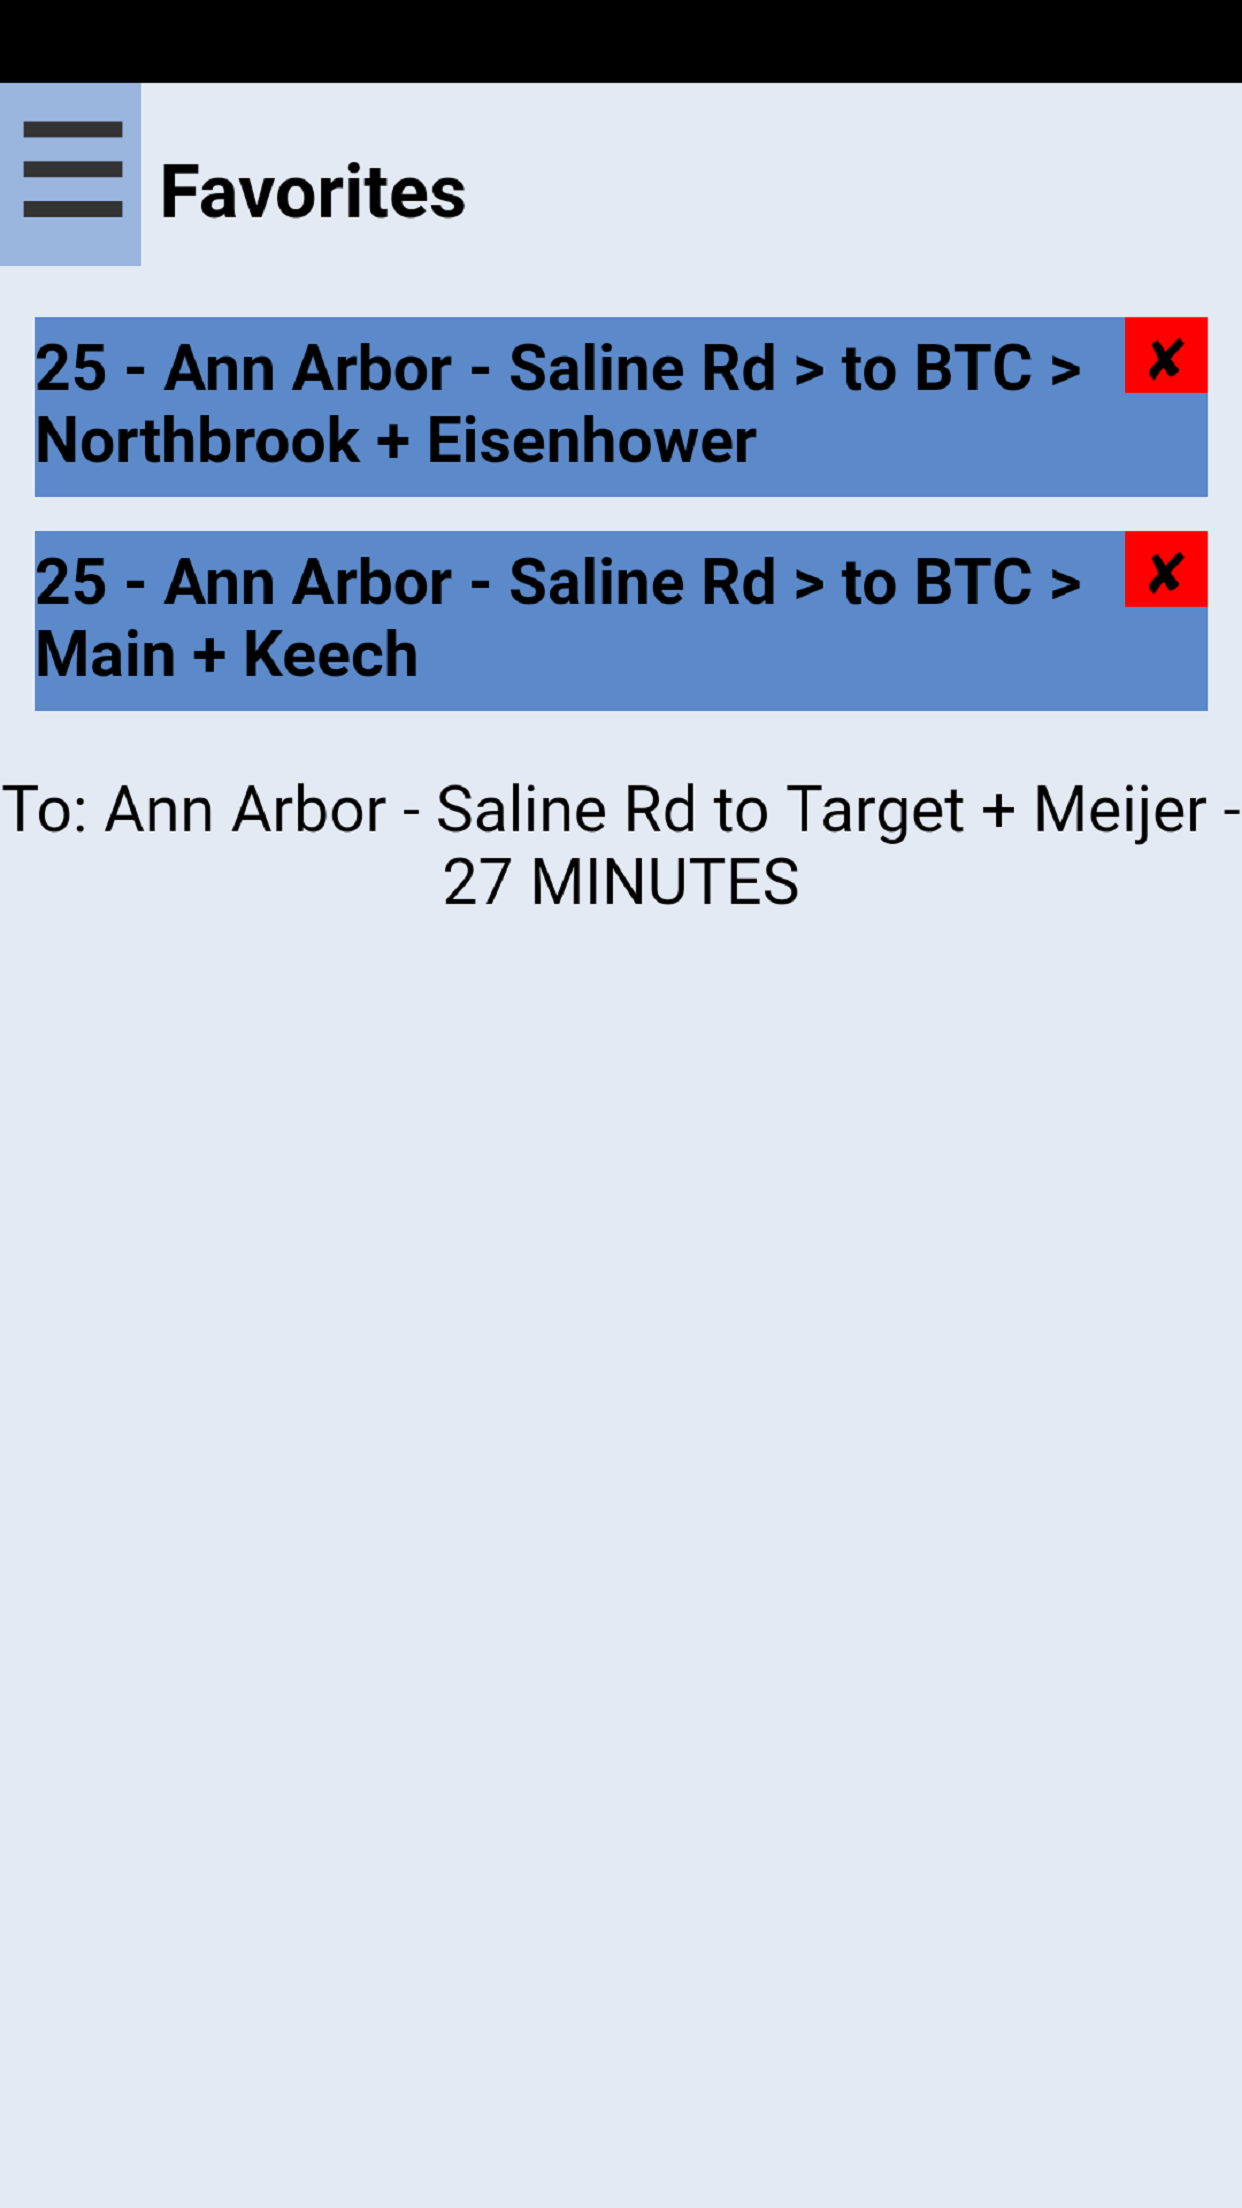 Favorites
25 - Ann Arbor - Saline Rd > to BTC >
✘
Northbrook + Eisenhower
25 - Ann Arbor - Saline Rd > to BTC >
✘
Main + Keech
To: Ann Arbor - Saline Rd to Target + Meijer -
27 MINUTES